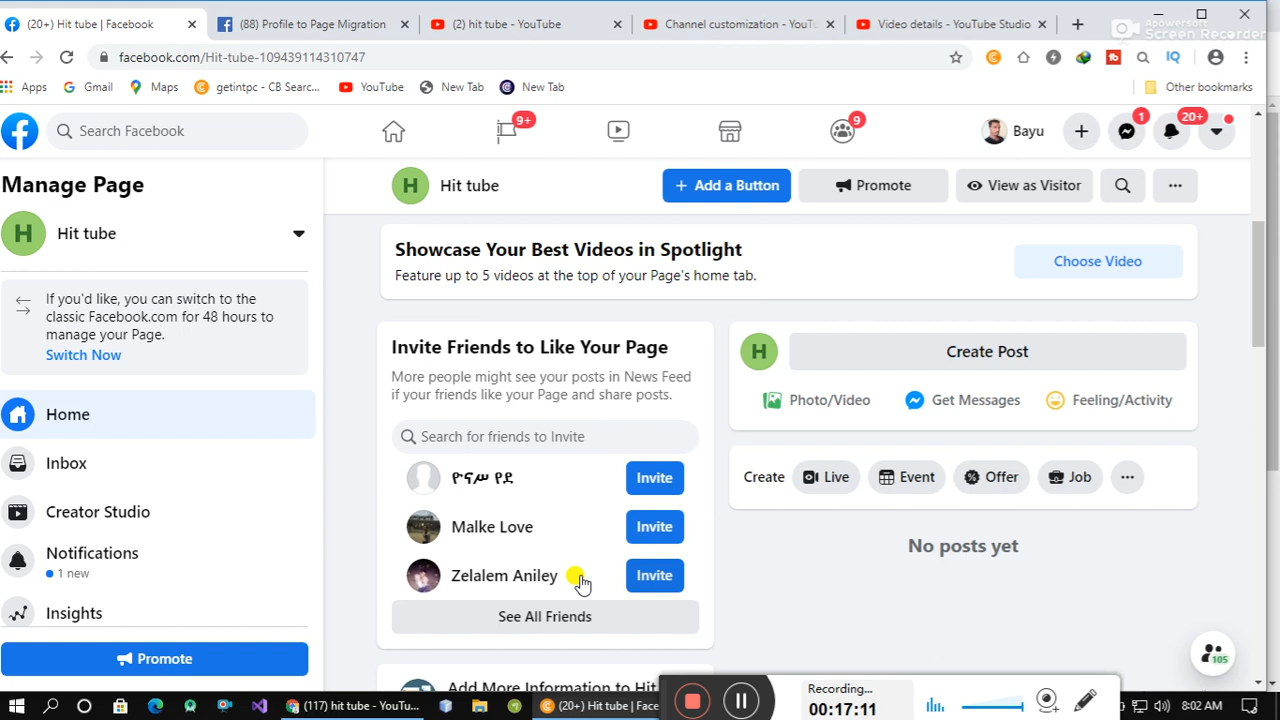 (20+) Hit tube | Facebook
(88) Profile to Page Migration
(2) hit tube - YouTube
Channel customization - YouTu
Video details - YouTube Studio
Apowersoft
Screen Recorder
facebook.com/Hit-tube-109439114310747
Apps
Gmail
Maps
getintpc - CB Searc...
YouTube
New Tab
New Tab
Other bookmarks
Search Facebook
9+
9
Bayu
1
20+
Manage Page
H
Hit tube
If you'd like, you can switch to the
classic Facebook.com for 48 hours to
manage your Page.
Switch Now
Home
Inbox
Creator Studio
Notifications
1 new
Insights
Promote
H
Hit tube
+ Add a Button
Promote
View as Visitor
Showcase Your Best Videos in Spotlight
Feature up to 5 videos at the top of your Page's home tab.
Choose Video
Invite Friends to Like Your Page
More people might see your posts in News Feed
if your friends like your Page and share posts.
Search for friends to Invite
ዮናሥ የደ
Invite
Malke Love
Invite
Zelalem Aniley
Invite
See All Friends
Add More Information to Hit
H
Create Post
Photo/Video
Get Messages
Feeling/Activity
Create
Live
Event
Offer
Job
No posts yet
105
(117) hit tube - YouTu...
(20+) Hit tube | Face
Recording...
00:17:11
8:02 AM